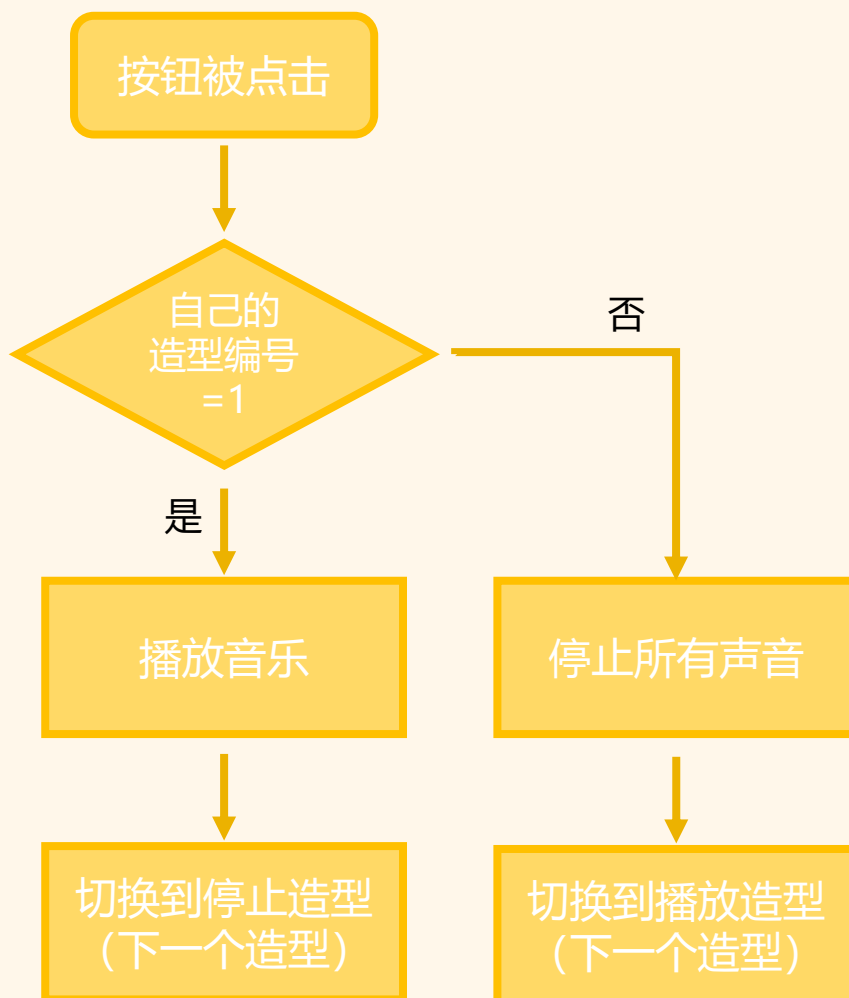 按钮被点击
自己的
造型编号
=1
否
是
播放音乐
停止所有声音
切换到停止造型
（下一个造型）
切换到播放造型
（下一个造型）